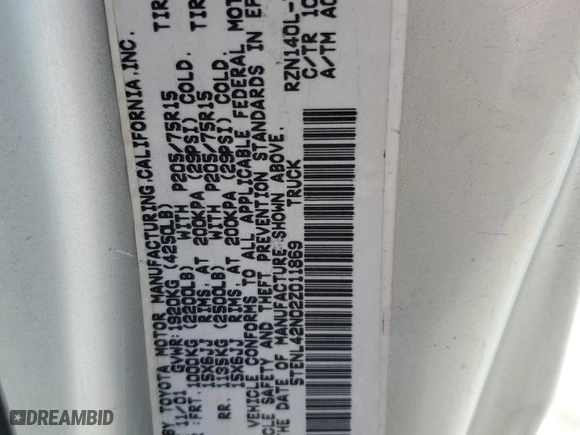 BY TOYOTA MOTOR MANUFACTURING, CALIFORNIA, INC.
11/01 GVWR: 1920KG (4250LB)
FRT. 1000KG (2200LB) WITH P205/75R15 TIR
15X6JJ RIMS, AT 200KPA (29PSI) COLD.
RR. 1135KG (2500LB) WITH P205/75R15 TIR
15X6JJ RIMS, AT 200KPA (29PSI) COLD.
VEHICLE CONFORMS TO ALL APPLICABLE FEDERAL MOT
SAFETY AND THEFT PREVENTION STANDARDS IN EF
THE DATE OF MANUFACTURE SHOWN ABOVE.
5TENL42N02Z011869 TRUCK
RZN140L-
C/TR 10
A/TM AO
DREAMBID